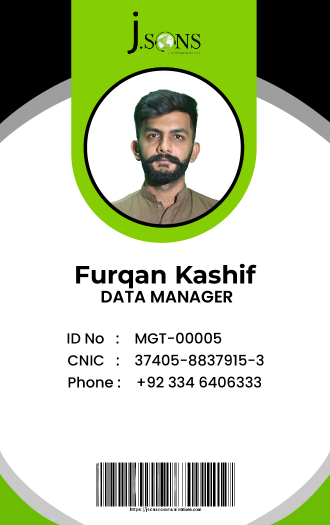 j.SONS
Furqan Kashif
DATA MANAGER
ID No : MGT-00005
CNIC : 37405-8837915-3
Phone : +92 334 6406333